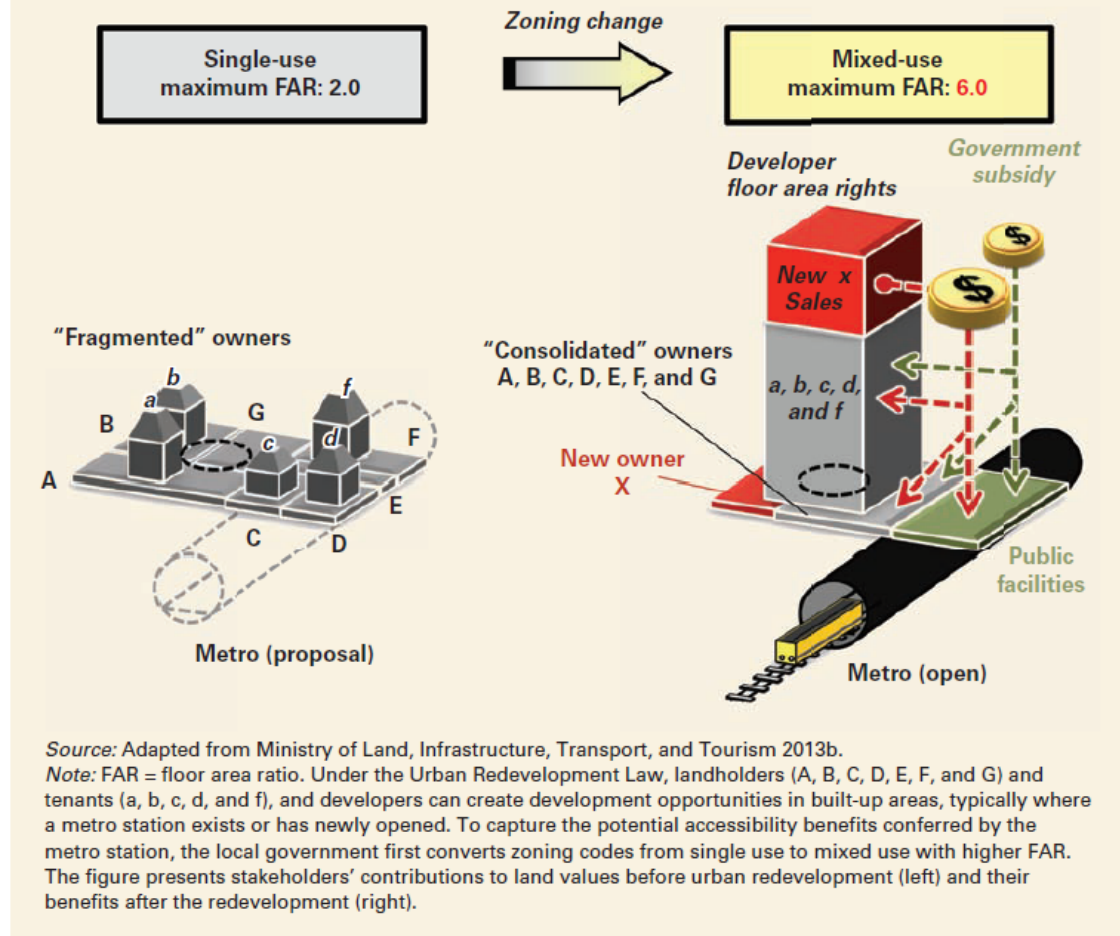 Zoning change
Single-use
maximum FAR: 2.0
Mixed-use
maximum FAR: 6.0
Developer
floor area rights
Government
subsidy
$
$
New x
Sales
"Fragmented" owners
"Consolidated" owners
A, B, C, D, E, F, and G
a, b, c, d,
and f
New owner
X
b
a
f
B
G
c
d
F
A
E
C
D
Public
facilities
Metro (proposal)
Metro (open)
Source: Adapted from Ministry of Land, Infrastructure, Transport, and Tourism 2013b.
Note: FAR = floor area ratio. Under the Urban Redevelopment Law, landholders (A, B, C, D, E, F, and G) and
tenants (a, b, c, d, and f), and developers can create development opportunities in built-up areas, typically where
a metro station exists or has newly opened. To capture the potential accessibility benefits conferred by the
metro station, the local government first converts zoning codes from single use to mixed use with higher FAR.
The figure presents stakeholders' contributions to land values before urban redevelopment (left) and their
benefits after the redevelopment (right).